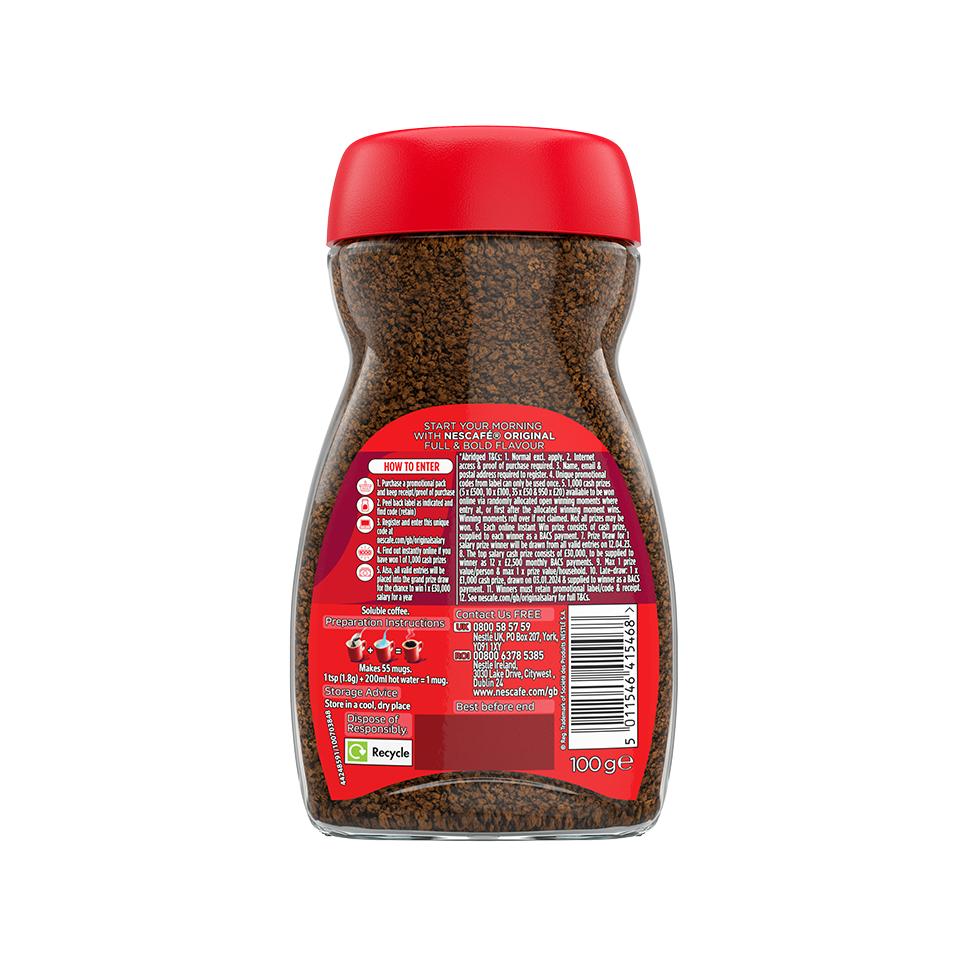 START YOUR MORNING
WITH NESCAFÉ® ORIGINAL
FULL & BOLD FLAVOUR
HOW TO ENTER
1. Purchase a promotional pack
and keep receipt/proof of purchase
2. Peel back label as indicated and
find code (retain)
3. Register and enter this unique
code at
nescafe.com/gb/originalsalary
4. Find out instantly online if you
have won 1 of 1,000 cash prizes
5. Also, all valid entries will be
placed into the grand prize draw
for the chance to win 1 x £30,000
salary for a year
*Abridged T&Cs: 1. Normal excl. apply. 2. Internet
access & proof of purchase required. 3. Name, email &
postal address required to register. 4. Unique promotional
codes from label can only be used once. 5. 1,000 cash prizes
(5 x £500, 10 x £100, 35 x £50 & 950 x £20) available to be won
online via randomly allocated open winning moments where
entry at, or first after the allocated winning moment wins.
Winning moments roll over if not claimed. Not all prizes may be
won. 6. Each online Instant Win prize consists of cash prize,
supplied to each winner as a BACS payment. 7. Prize Draw for 1
salary prize winner will be drawn from all valid entries on 12.04.23.
8. The top salary cash prize consists of £30,000, to be supplied to
winner as 12 x £2,500 monthly BACS payments. 9. Max 1 prize
value/person & max 1 x prize value/household. 10. Late-draw: 1 x
£1,000 cash prize, drawn on 03.01.2024 & supplied to winner as a BACS
payment. 11. Winners must retain promotional label/code & receipt.
12. See nescafe.com/gb/originalsalary for full T&Cs.
Soluble coffee.
Preparation Instructions
+ =
Makes 55 mugs.
1 tsp (1.8g) + 200ml hot water = 1 mug.
Storage Advice
Store in a cool, dry place
Dispose of
Responsibly.
Recycle
44248591/100703848
Contact Us FREE
UK 0800 58 57 59
Nestle UK, PO Box 207, York,
YO91 1XY
ROI 00800 6378 5385
Nestle Ireland,
3030 Lake Drive, Citywest,
Dublin 24
www.nescafe.com/gb
Best before end
® Reg. Trademark of Société des Produits NESTLÉ S.A.
5 011546 415468 >
100 g e